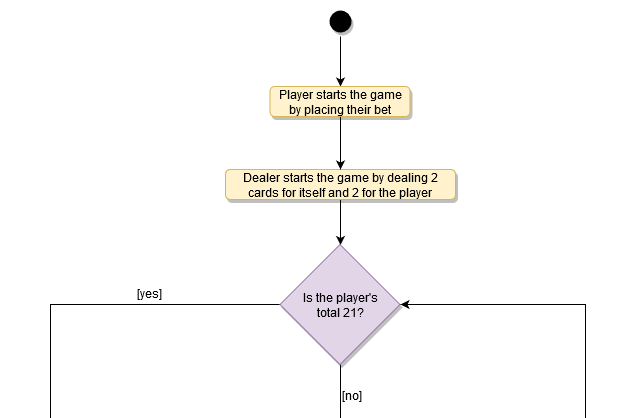 Player starts the game
by placing their bet
Dealer starts the game by dealing 2
cards for itself and 2 for the player
[yes]
Is the player's
total 21?
[no]